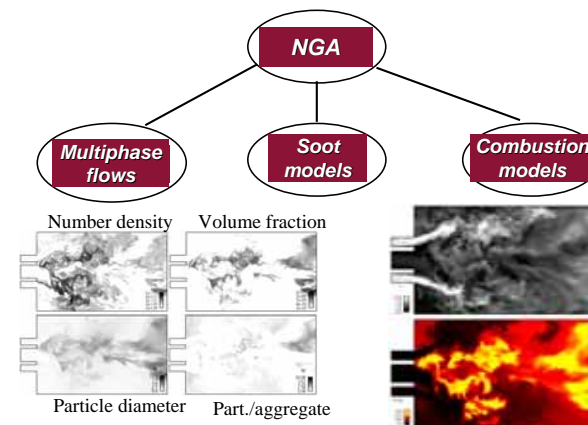 NGA
Multiphase
flows
Soot
models
Combustion
models
Number density
Volume fraction
Particle diameter
Part./aggregate